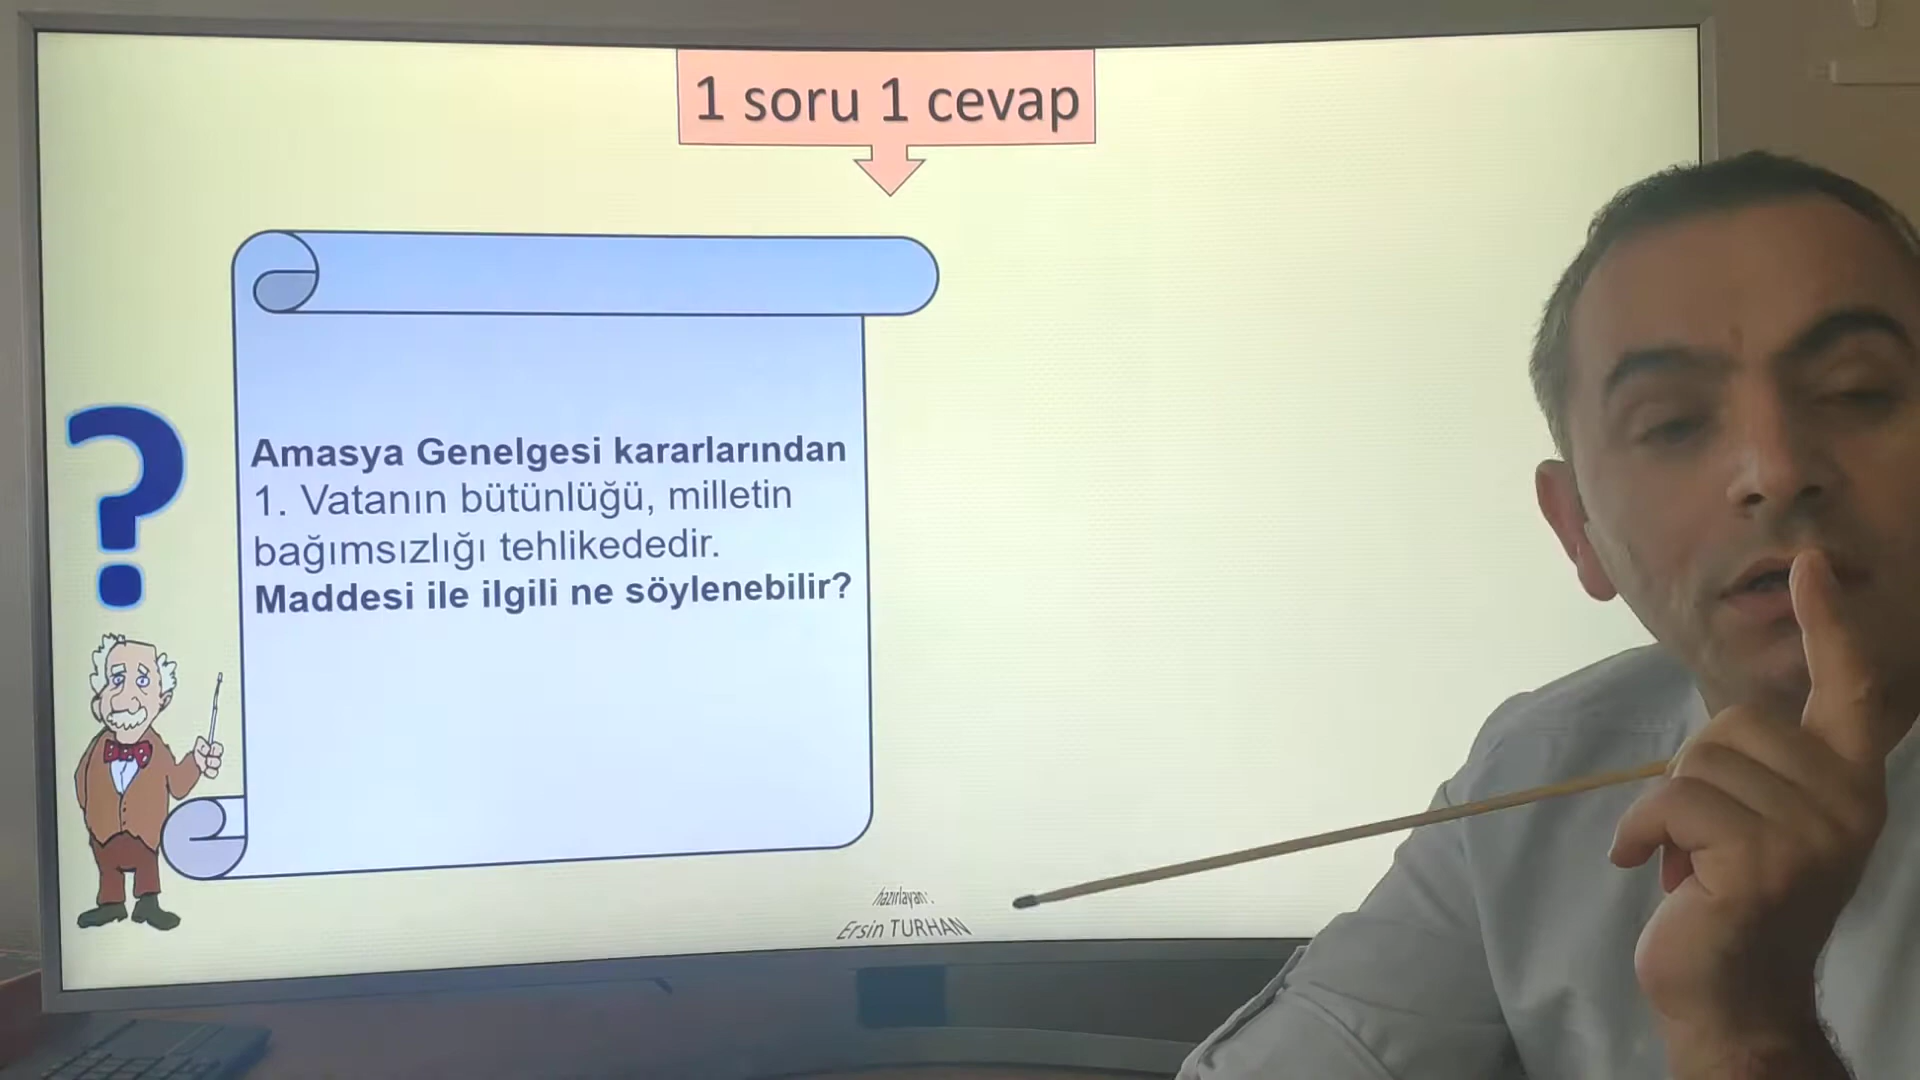 1 soru 1 cevap
?
Amasya Genelgesi kararlarından
1. Vatanın bütünlüğü, milletin
bağımsızlığı tehlikededir.
Maddesi ile ilgili ne söylenebilir?
hazırlayan:
Ersin TURHAN